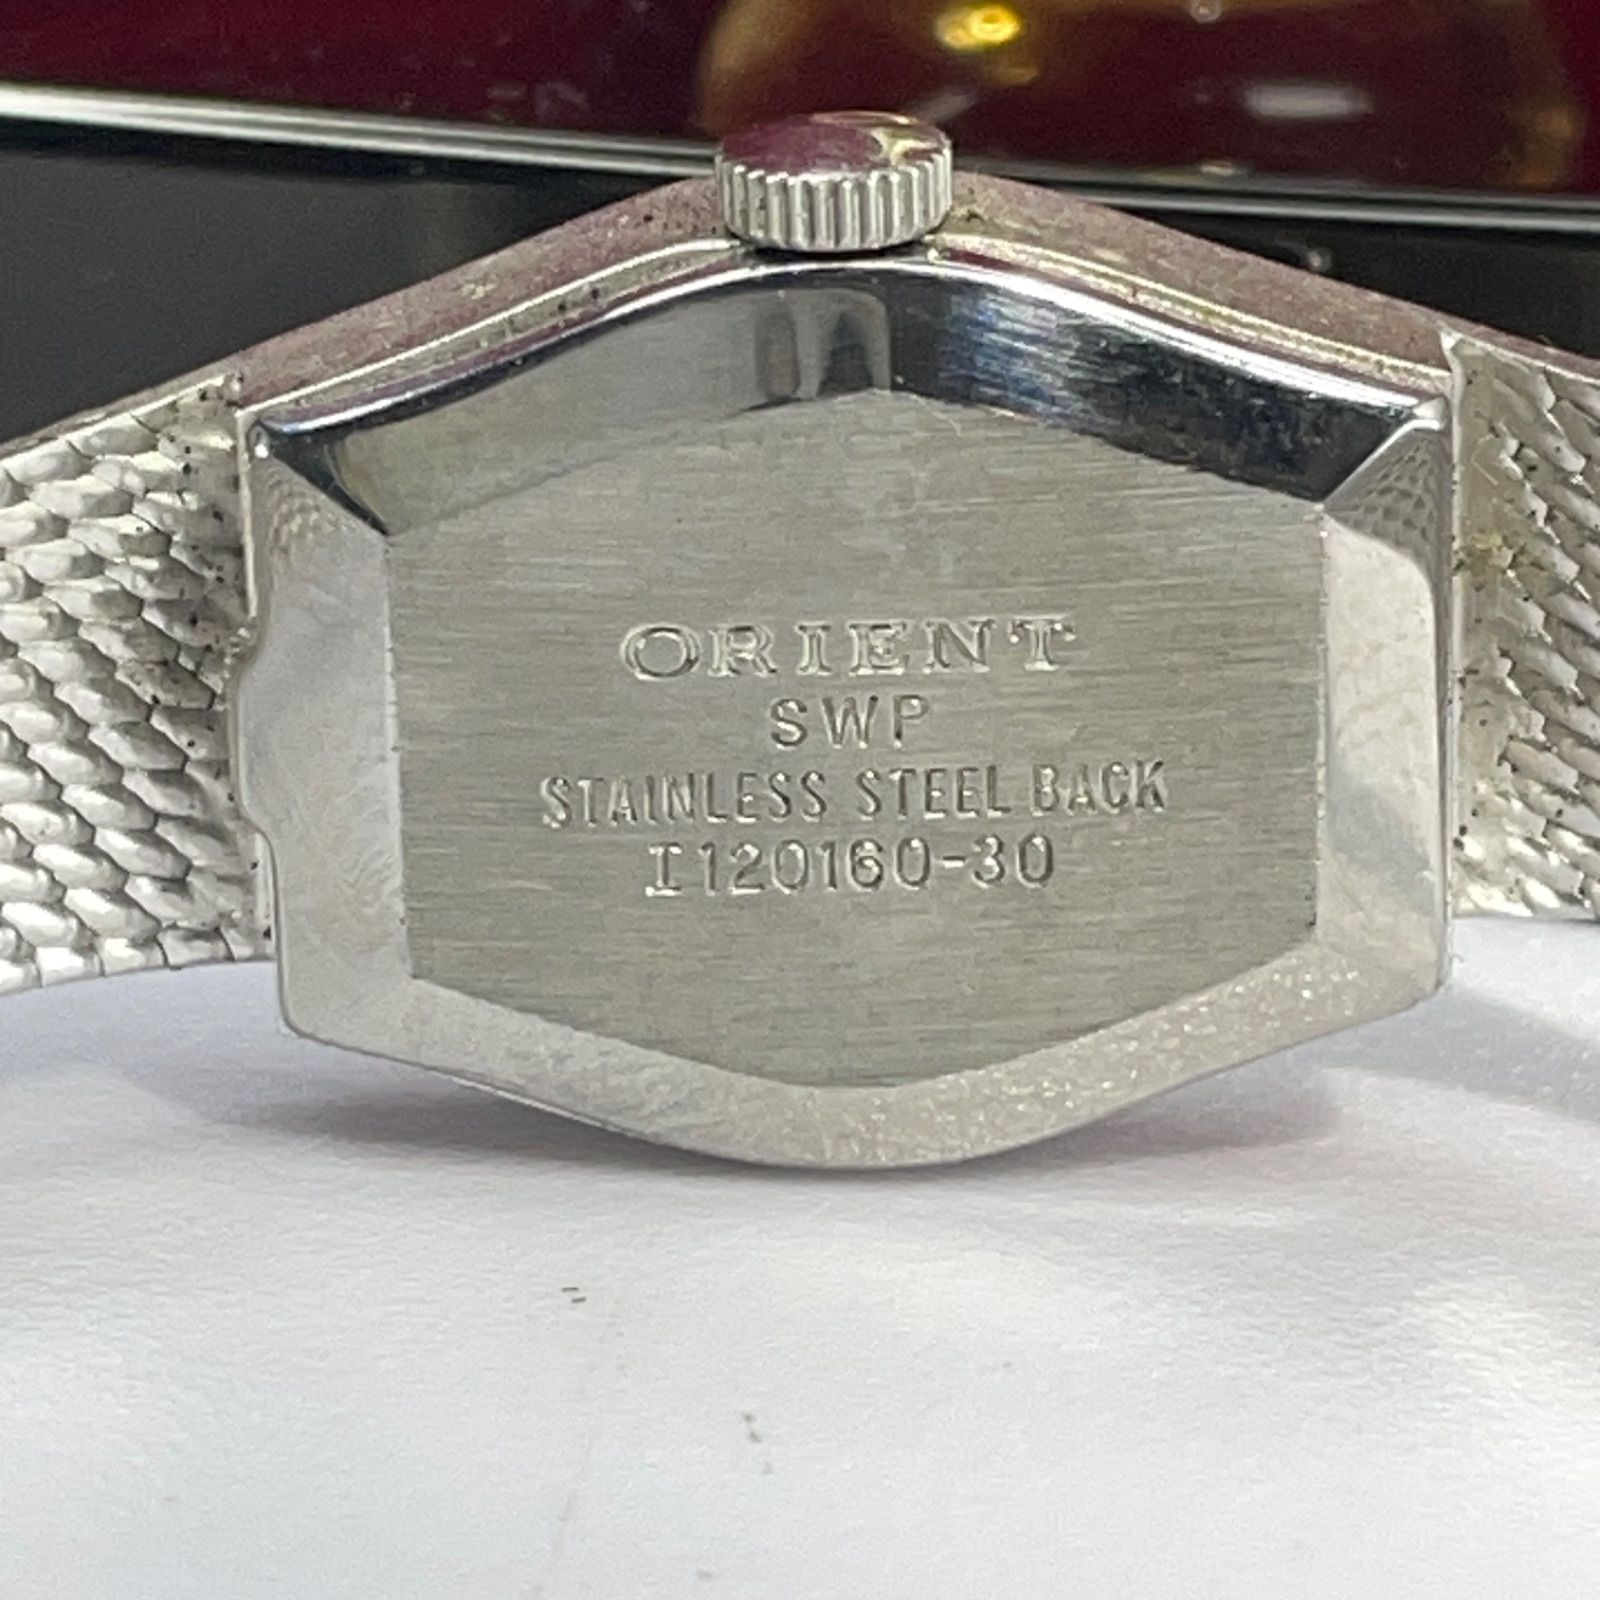 ORIENT
SWP
STAINLESS STEEL BACK
I120160-30